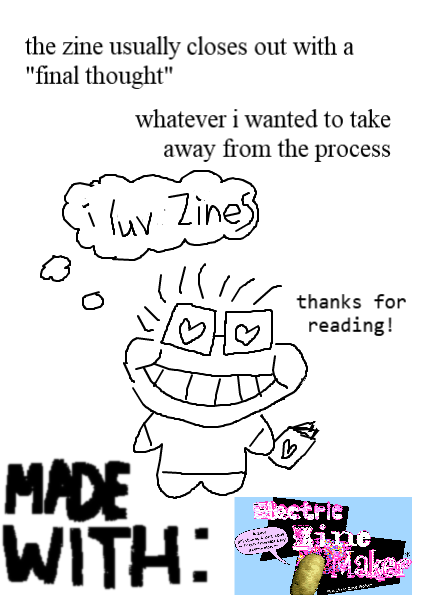 the zine usually closes out with a
"final thought"
whatever i wanted to take
away from the process
i luv Zines
thanks for
reading!
MADE
WITH:
Electric
Zine
Maker